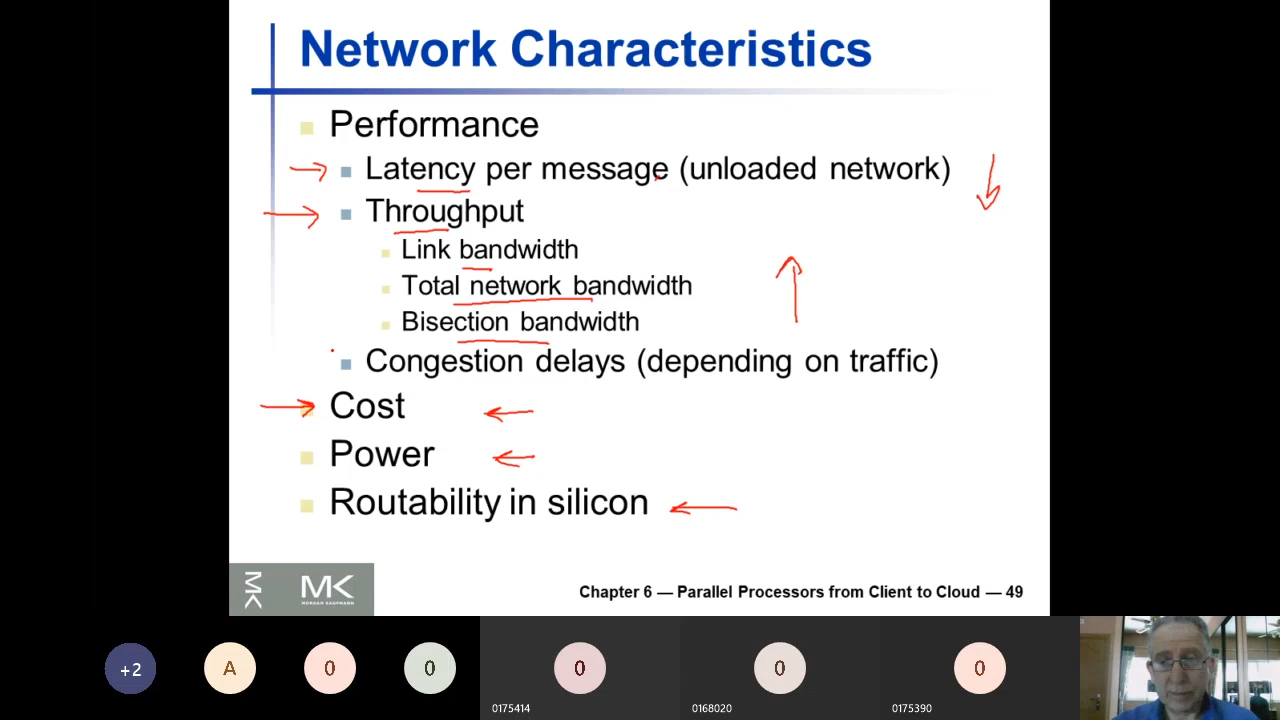 Network Characteristics
Performance
Latency per message (unloaded network)
Throughput
Link bandwidth
Total network bandwidth
Bisection bandwidth
Congestion delays (depending on traffic)
Cost
Power
Routability in silicon
MK
MK
MORGAN KAUFMANN
Chapter 6 — Parallel Processors from Client to Cloud — 49
+2
A
0
0
0
0
0
0175414
0168020
0175390